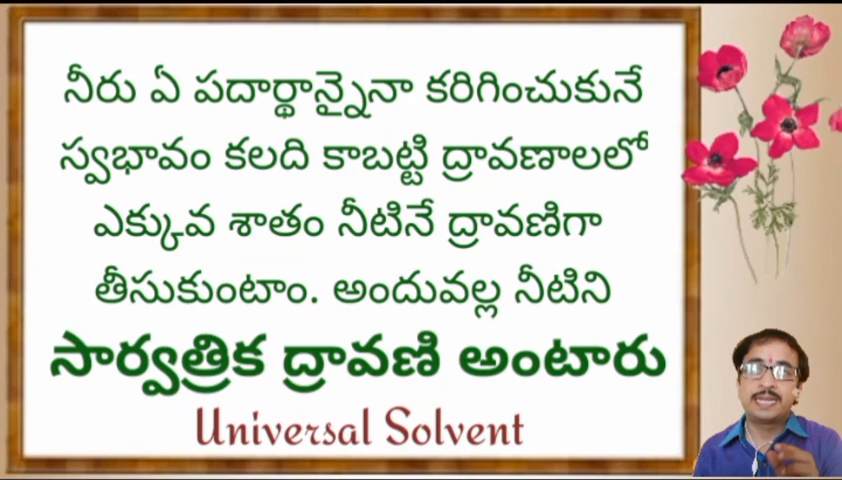 నీరు ఏ పదార్థాన్నైనా కరిగించుకునే
స్వభావం కలది కాబట్టి ద్రావణాలలో
ఎక్కువ శాతం నీటినే ద్రావణిగా
తీసుకుంటాం. అందువల్ల నీటిని
సార్వత్రిక ద్రావణి అంటారు
Universal Solvent